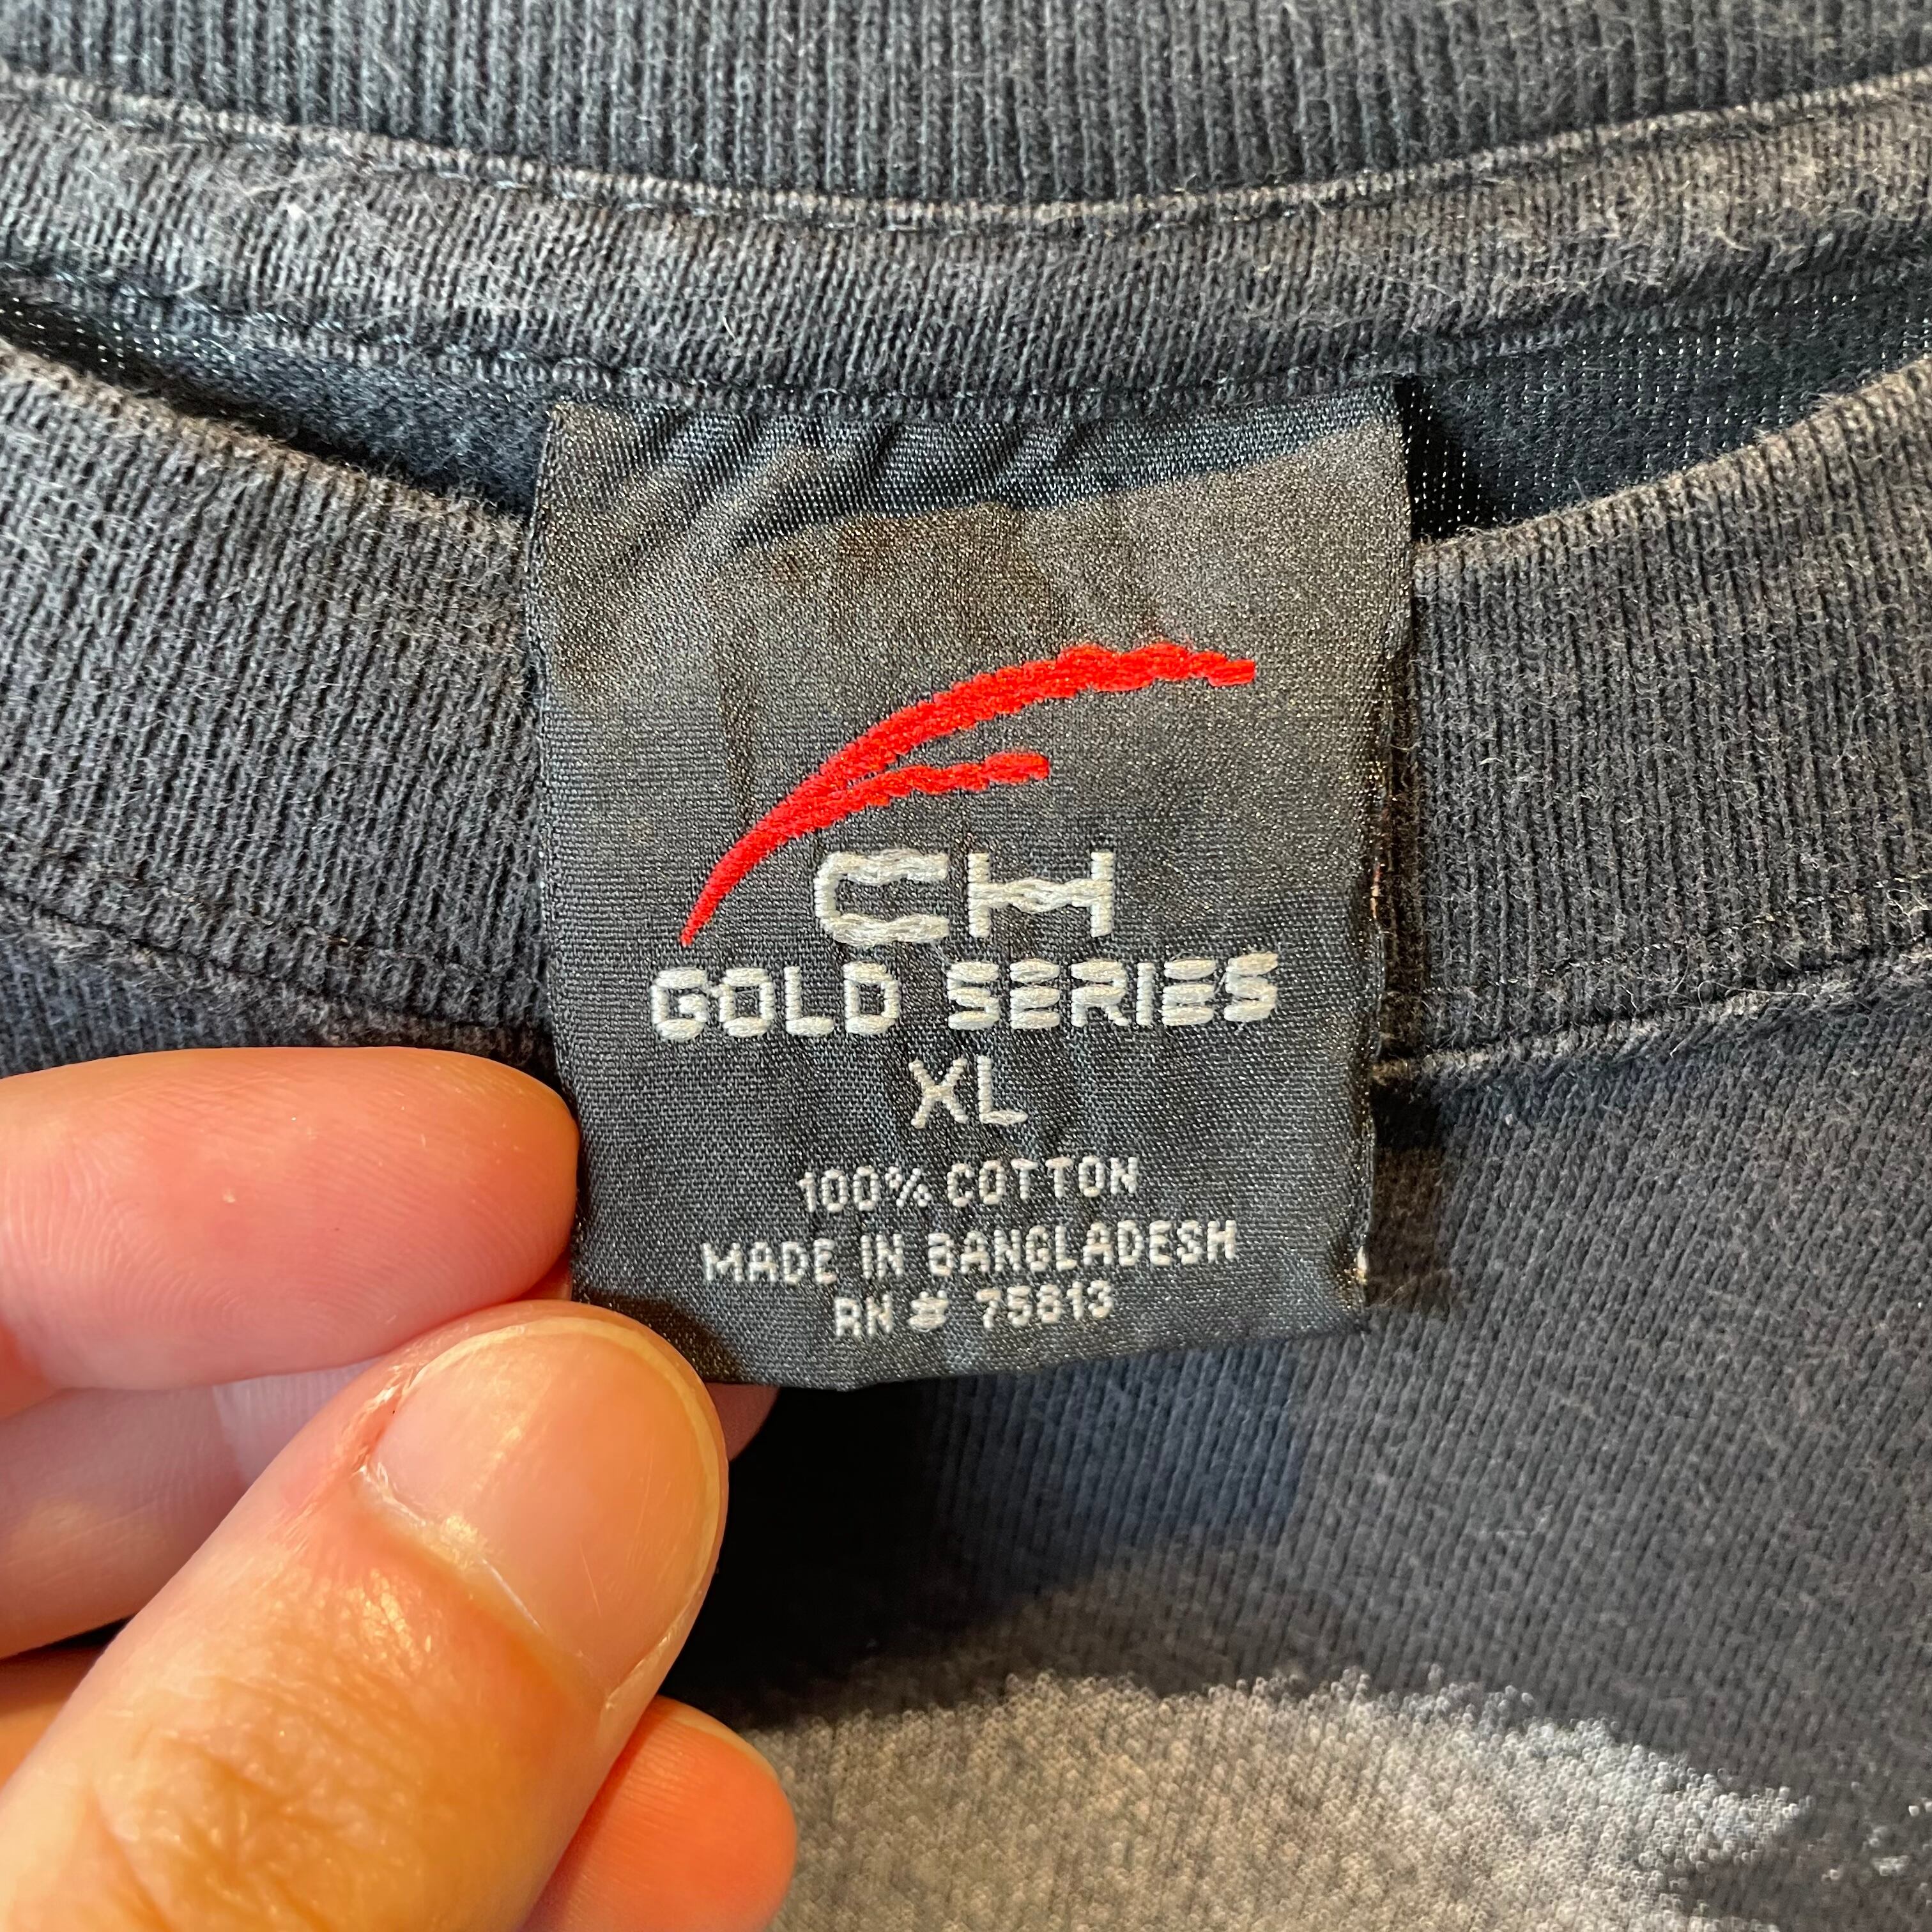 CH
GOLD SERIES
XL
100% COTTON
MADE IN BANGLADESH
RN # 75813